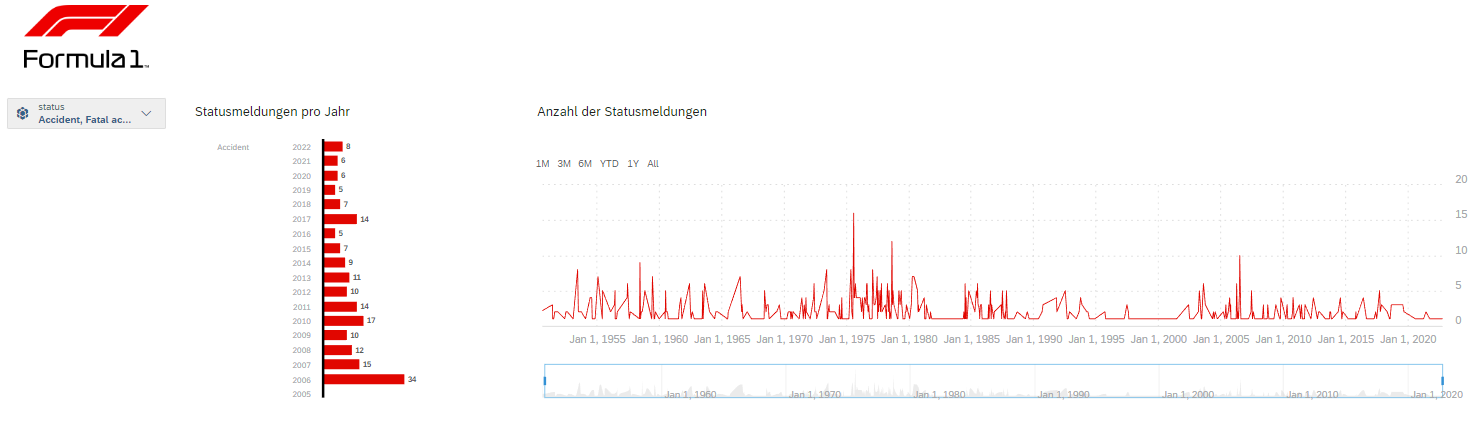 Formula 1
status
Accident, Fatal ac...
Statusmeldungen pro Jahr
Accident
2022 8
2021 6
2020 6
2019 5
2018 7
2017 14
2016 5
2015 7
2014 9
2013 11
2012 10
2011 14
2010 17
2009 10
2008 12
2007 15
2006 34
2005
Anzahl der Statusmeldungen
1M 3M 6M YTD 1Y All
20
15
10
5
0
Jan 1, 1955 Jan 1, 1960 Jan 1, 1965 Jan 1, 1970 Jan 1, 1975 Jan 1, 1980 Jan 1, 1985 Jan 1, 1990 Jan 1, 1995 Jan 1, 2000 Jan 1, 2005 Jan 1, 2010 Jan 1, 2015 Jan 1, 2020
Jan 1, 1960 Jan 1, 1970 Jan 1, 1980 Jan 1, 1990 Jan 1, 2000 Jan 1, 2010 Jan 1, 2020